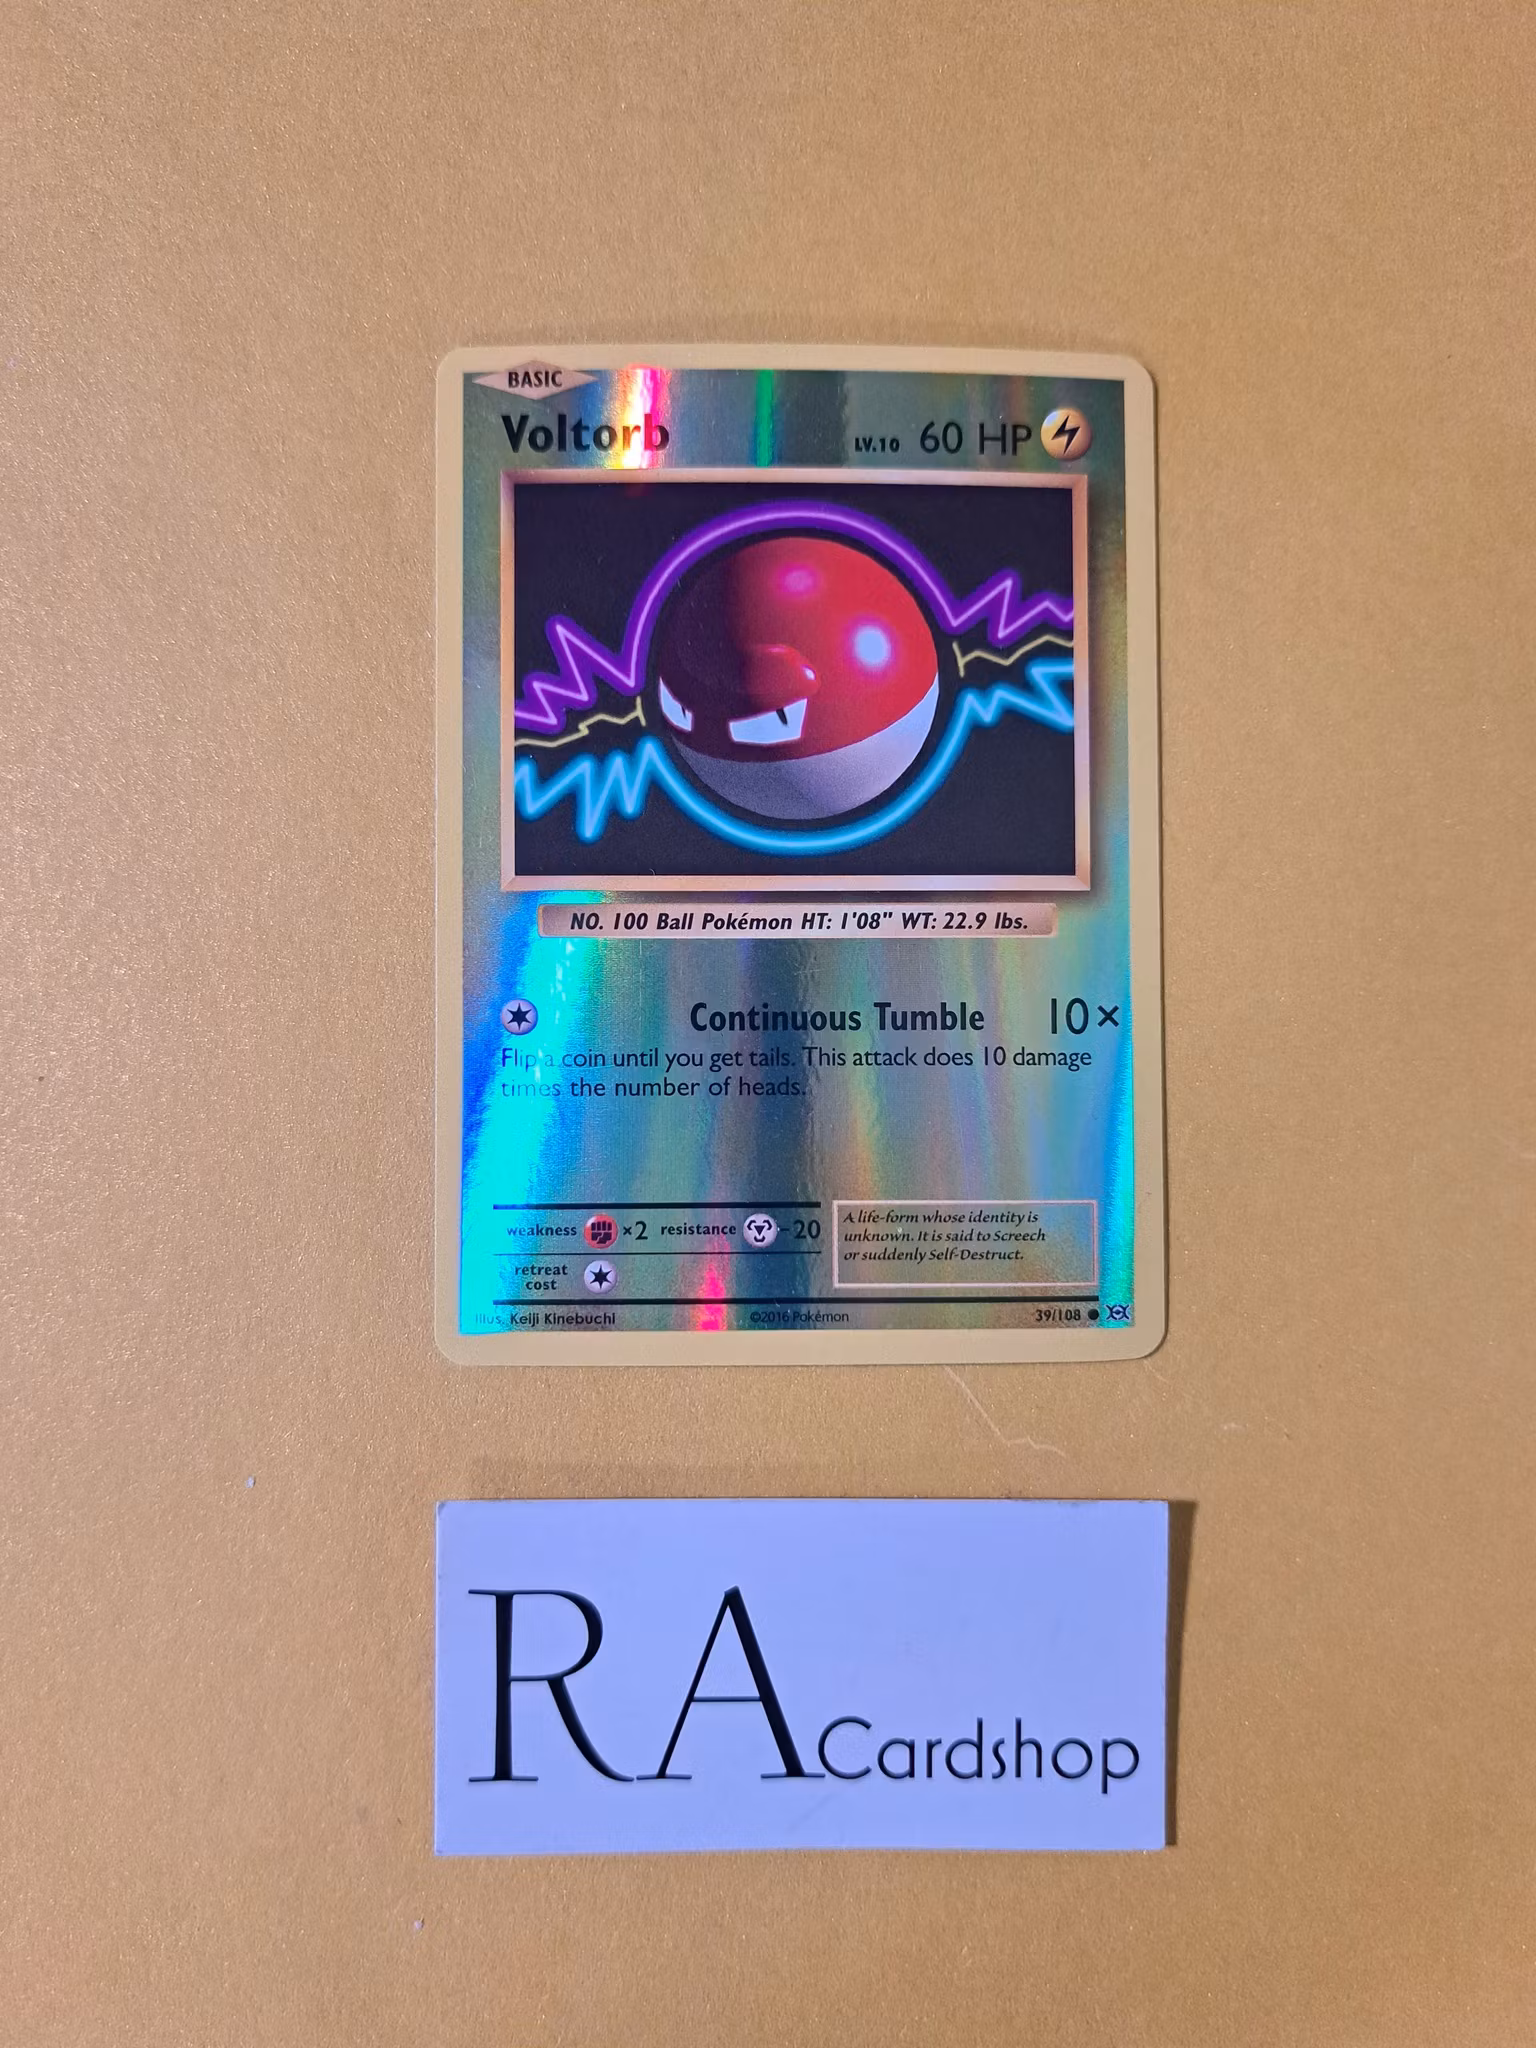 BASIC
Voltorb LV.10 60 HP
NO. 100 Ball Pokémon HT: 1'08" WT: 22.9 lbs.
Continuous Tumble 10×
Flip a coin until you get tails. This attack does 10 damage
times the number of heads.
weakness ×2 resistance -20
retreat
cost
A life-form whose identity is
unknown. It is said to Screech
or suddenly Self-Destruct.
Illus. Keiji Kinebuchi ©2016 Pokémon 39/108
RA Cardshop